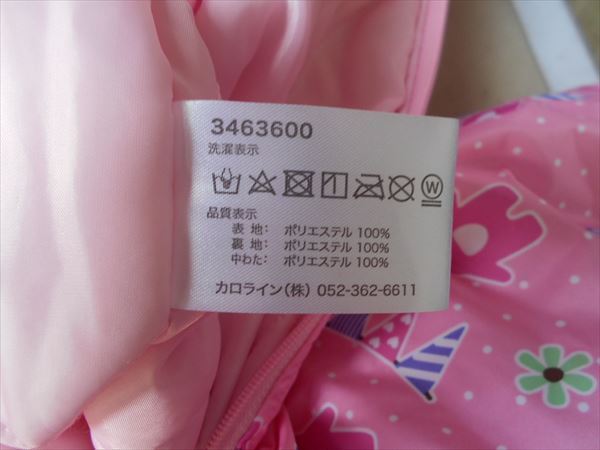 3463600
洗濯表示
W
品質表示
表 地： ポリエステル 100%
裏 地： ポリエステル 100%
中わた： ポリエステル 100%
カロライン(株) 052-362-6611